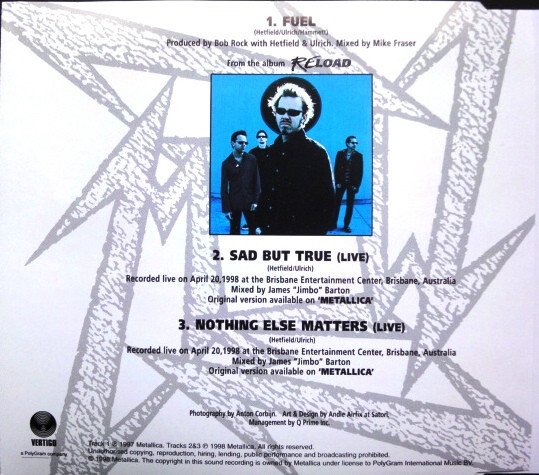 1. FUEL
(Hetfield/Ulrich/Hammett)
Produced by Bob Rock with Hetfield & Ulrich. Mixed by Mike Fraser
From the album RELOAD
2. SAD BUT TRUE (LIVE)
(Hetfield/Ulrich)
Recorded live on April 20,1998 at the Brisbane Entertainment Center, Brisbane, Australia
Mixed by James "Jimbo" Barton
Original version available on 'METALLICA'
3. NOTHING ELSE MATTERS (LIVE)
(Hetfield/Ulrich)
Recorded live on April 20,1998 at the Brisbane Entertainment Center, Brisbane, Australia
Mixed by James "Jimbo" Barton
Original version available on 'METALLICA'
Photography by Anton Corbijn. Art & Design by Andie Airfix at Satori.
Management by Q Prime Inc.
VERTIGO
a PolyGram company
Track 1 ℗ 1997 Metallica. Tracks 2&3 ℗ 1998 Metallica. All rights reserved.
Unauthorised copying, reproduction, hiring, lending, public performance and broadcasting prohibited.
© 1998 Metallica. The copyright in this sound recording is owned by Metallica under license to PolyGram International Music BV.